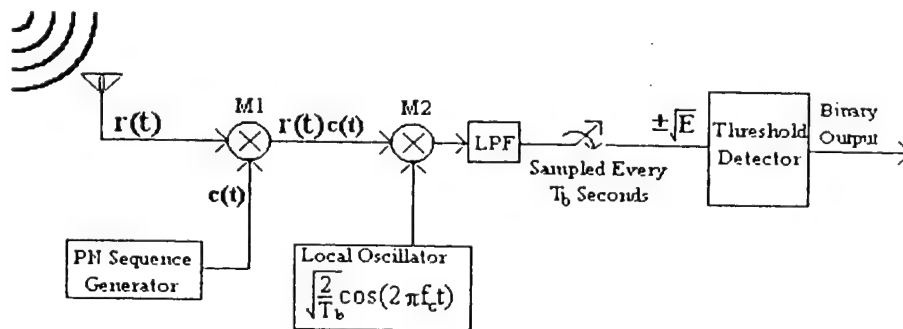 M1
M2
r(t)
r(t)c(t)
LPF
±√E
Threshold
Detector
Binary
Output
Sampled Every
T_b Seconds
c(t)
PN Sequence
Generator
Local Oscillator
√(2/T_b) cos(2πf_c t)